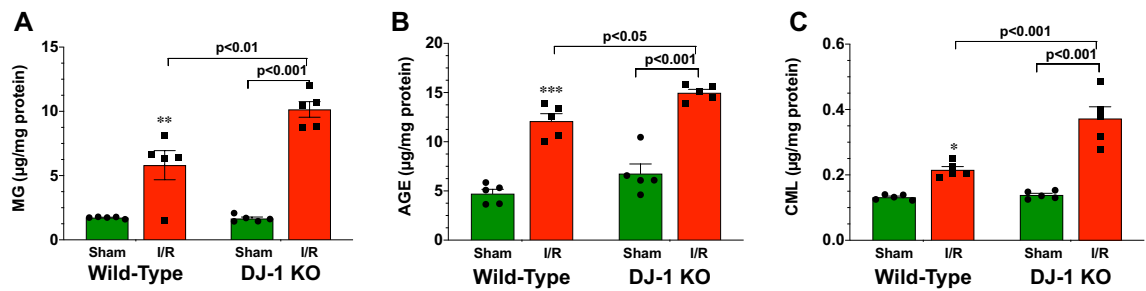 A
MG (µg/mg protein)
15
10
5
0
p<0.01
p<0.001
**
Sham
I/R
Sham
I/R
Wild-Type
DJ-1 KO
B
AGE (µg/mg protein)
20
15
10
5
0
p<0.05
p<0.001
***
Sham
I/R
Sham
I/R
Wild-Type
DJ-1 KO
C
CML (µg/mg protein)
0.6
0.4
0.2
0.0
p<0.001
p<0.001
*
Sham
I/R
Sham
I/R
Wild-Type
DJ-1 KO